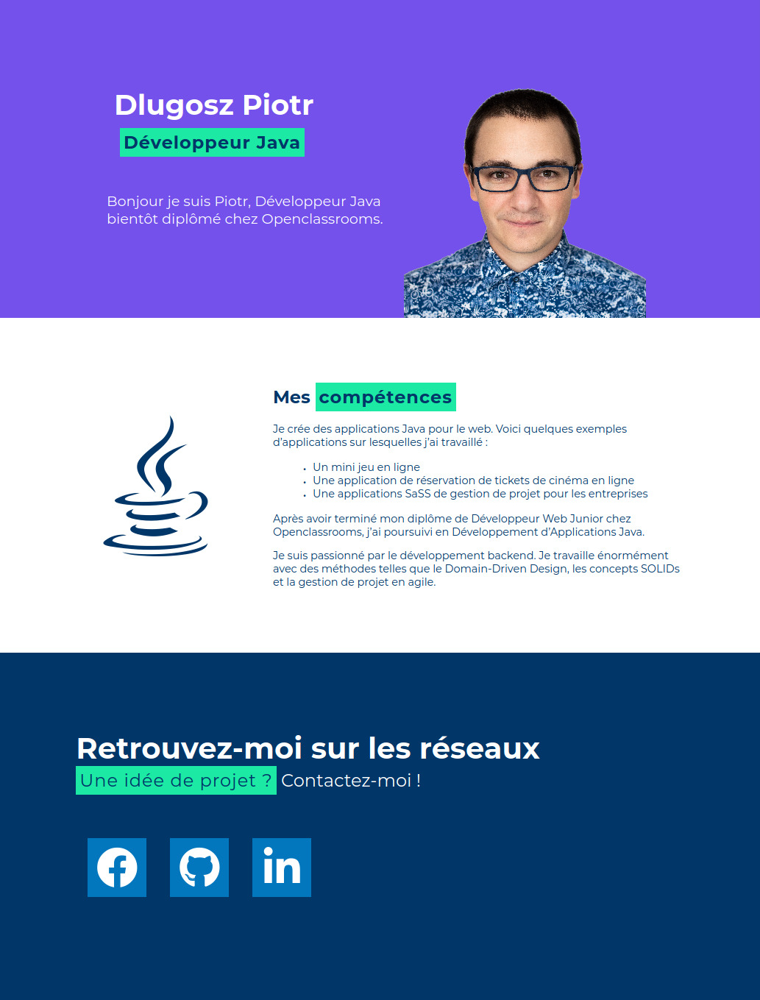 Dlugosz Piotr
Développeur Java
Bonjour je suis Piotr, Développeur Java
bientôt diplômé chez Openclassrooms.
Mes compétences
Je crée des applications Java pour le web. Voici quelques exemples
d’applications sur lesquelles j’ai travaillé :
• Un mini jeu en ligne
• Une application de réservation de tickets de cinéma en ligne
• Une applications SaSS de gestion de projet pour les entreprises
Après avoir terminé mon diplôme de Développeur Web Junior chez
Openclassrooms, j’ai poursuivi en Développement d’Applications Java.
Je suis passionné par le développement backend. Je travaille énormément
avec des méthodes telles que le Domain-Driven Design, les concepts SOLIDs
et la gestion de projet en agile.
Retrouvez-moi sur les réseaux
Une idée de projet ? Contactez-moi !
in